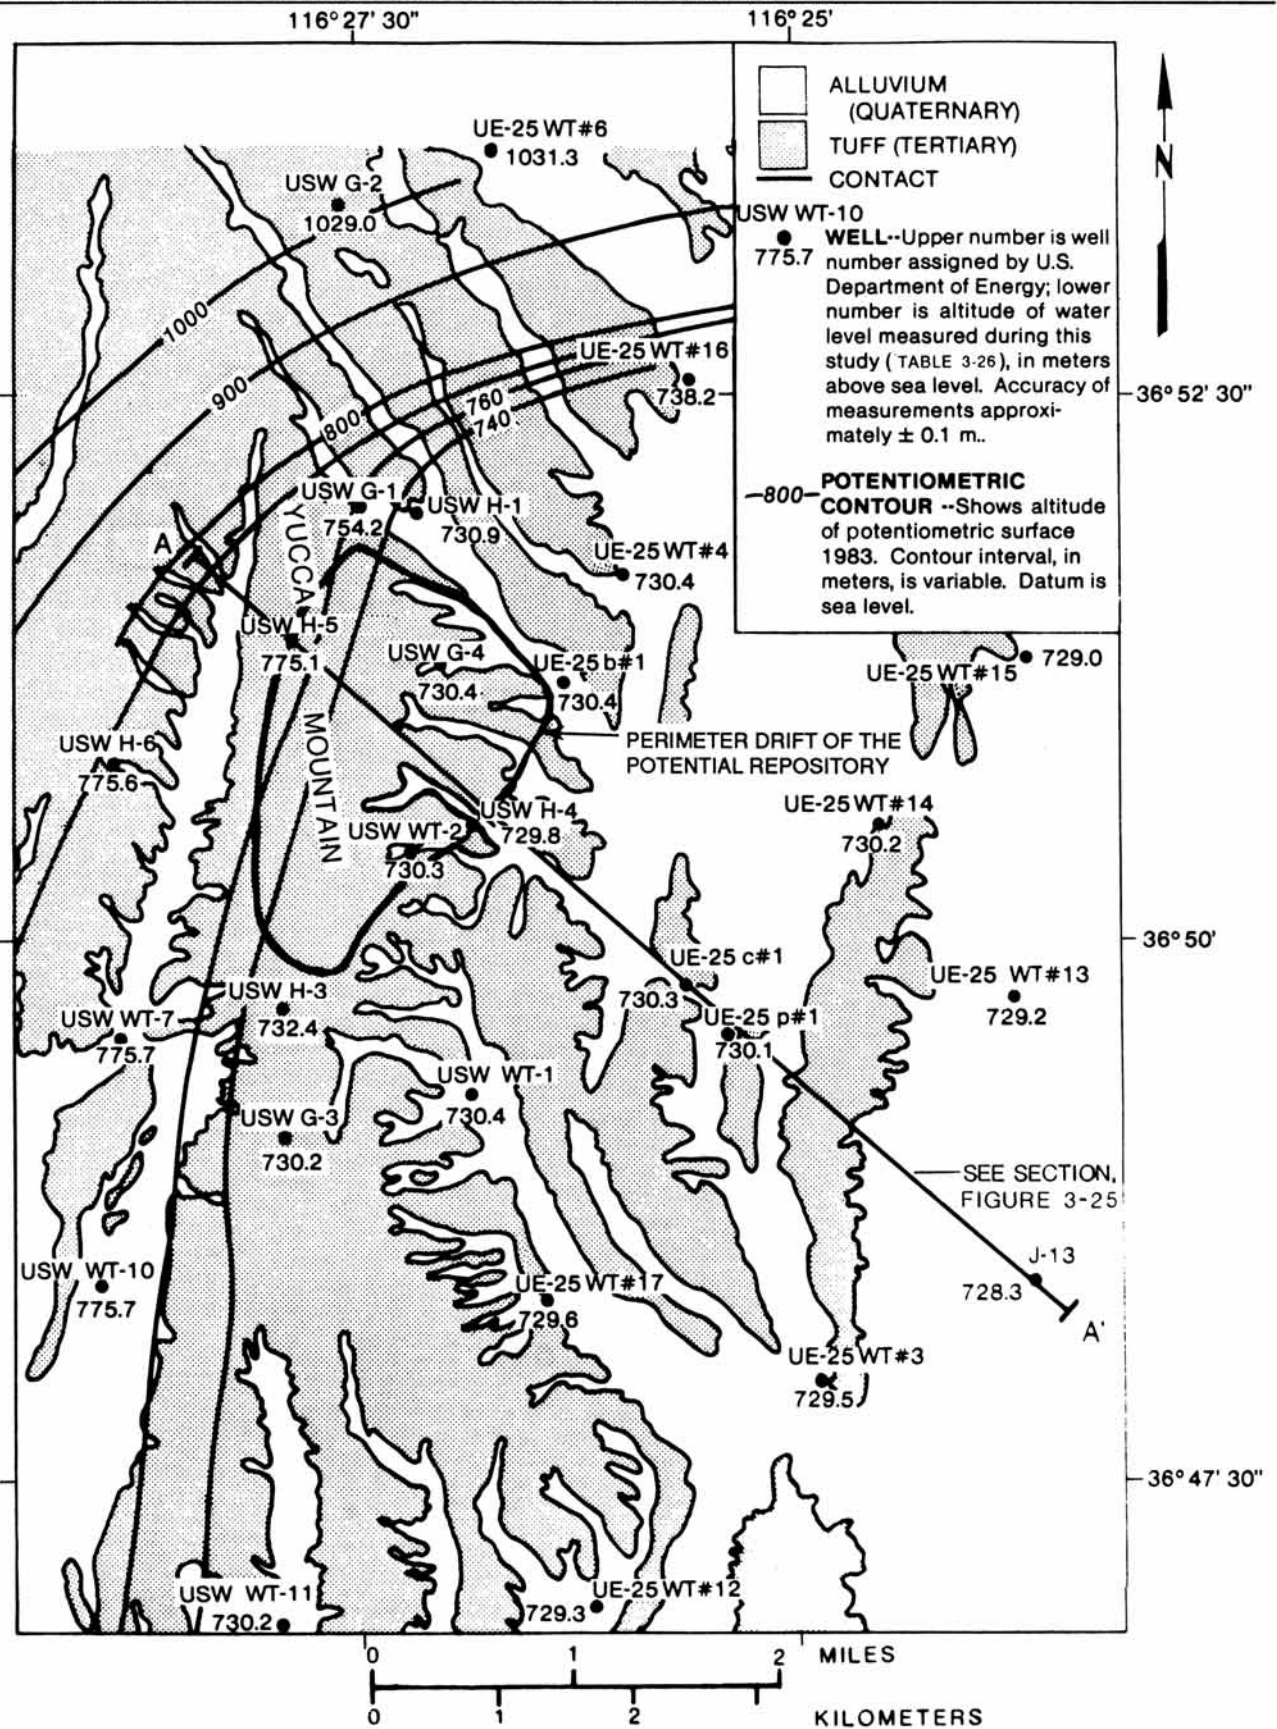 116° 27' 30"
116° 25'
ALLUVIUM
(QUATERNARY)
TUFF (TERTIARY)
CONTACT
N
USW WT-10
775.7
WELL--Upper number is well
number assigned by U.S.
Department of Energy; lower
number is altitude of water
level measured during this
study ( TABLE 3-26), in meters
above sea level. Accuracy of
measurements approxi-
mately ± 0.1 m..
-800-
POTENTIOMETRIC
CONTOUR --Shows altitude
of potentiometric surface
1983. Contour interval, in
meters, is variable. Datum is
sea level.
UE-25 WT#6
1031.3
USW G-2
1029.0
1000
900
800
760
740
UE-25 WT#16
738.2
36° 52' 30"
USW G-1
754.2
USW H-1
730.9
A
YUCCA
MOUNTAIN
UE-25 WT#4
730.4
USW H-5
775.1
USW G-4
730.4
UE-25 b#1
730.4
UE-25 WT#15
729.0
PERIMETER DRIFT OF THE
POTENTIAL REPOSITORY
USW H-6
775.6
USW H-4
729.8
USW WT-2
730.3
UE-25 WT#14
730.2
36° 50'
UE-25 c#1
730.3
UE-25 WT#13
729.2
USW H-3
732.4
USW WT-7
775.7
UE-25 p#1
730.1
USW WT-1
730.4
USW G-3
730.2
SEE SECTION,
FIGURE 3-25
USW WT-10
775.7
UE-25 WT#17
729.6
J-13
728.3
A'
UE-25 WT#3
729.5
36° 47' 30"
USW WT-11
730.2
UE-25 WT#12
729.3
0 1 2 MILES
0 1 2 KILOMETERS